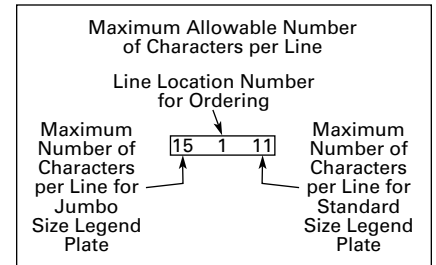 Maximum Allowable Number
of Characters per Line
Line Location Number
for Ordering
Maximum
Number of
Characters
per Line for
Jumbo
Size Legend
Plate
15 1 11
Maximum
Number of
Characters
per Line for
Standard
Size Legend
Plate